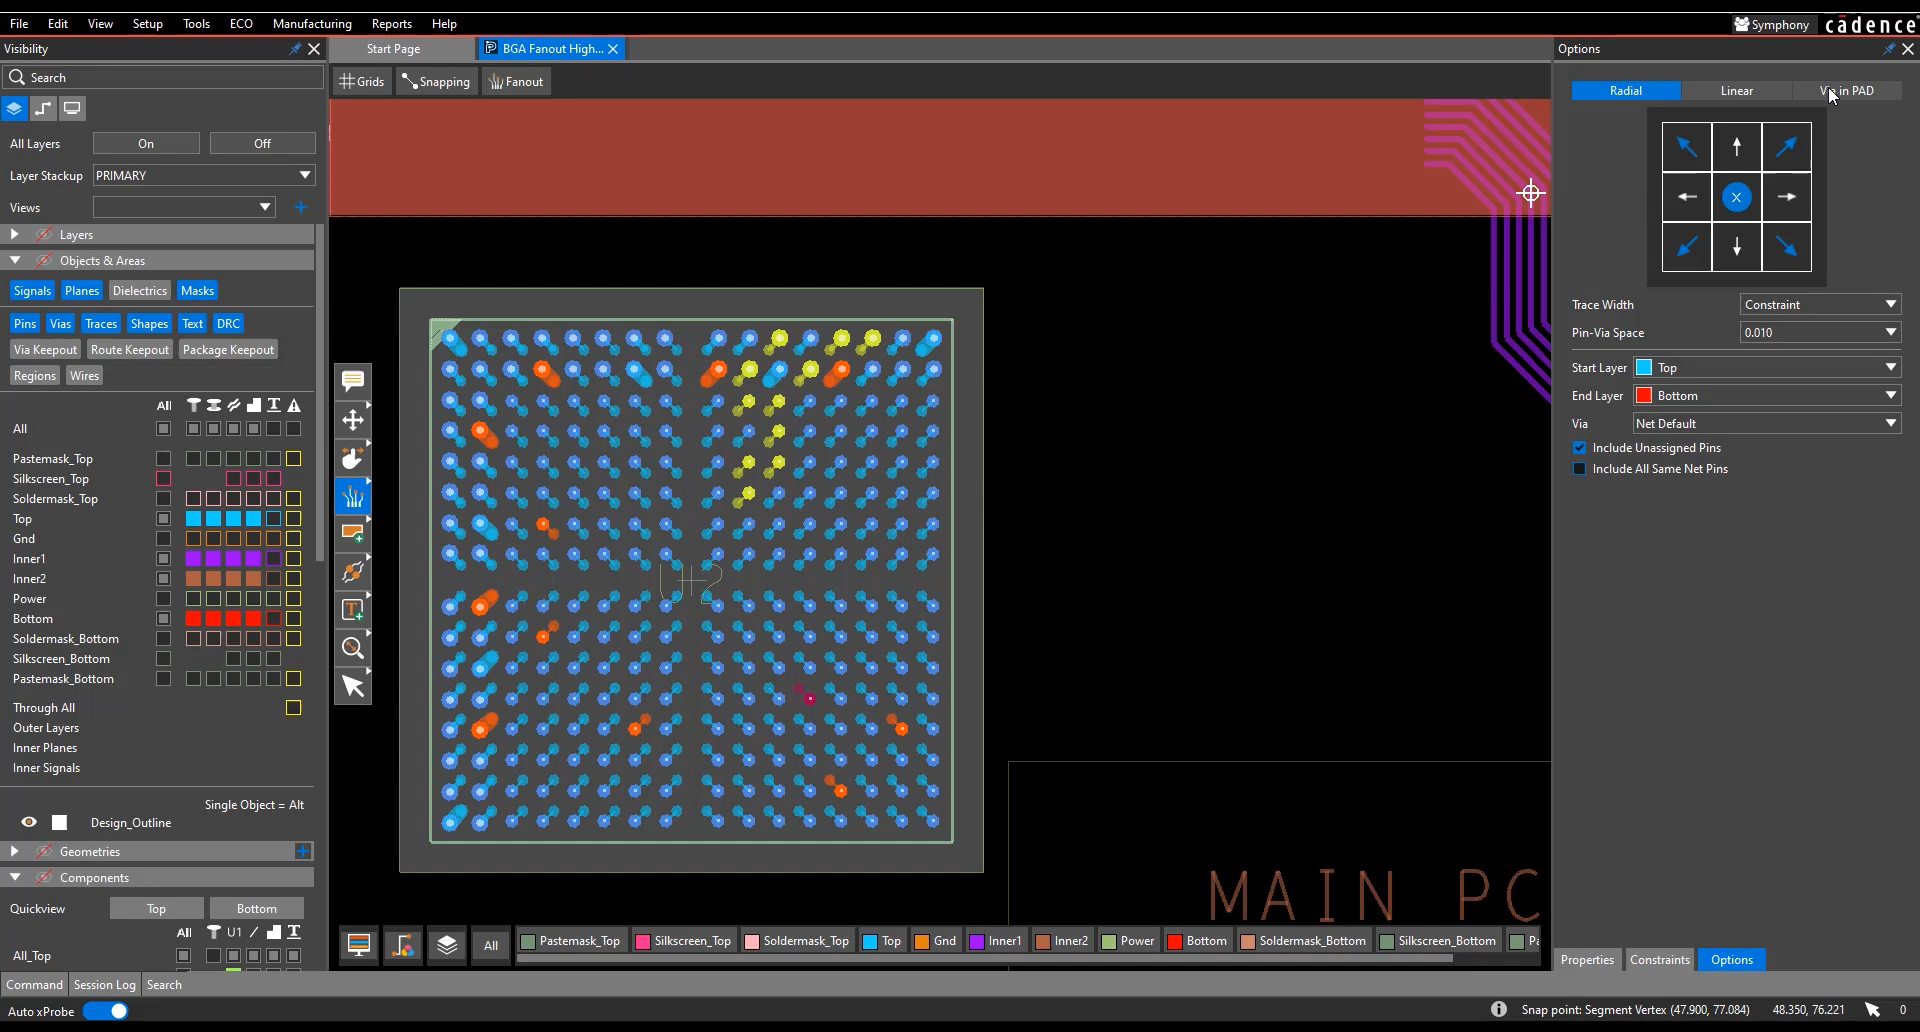 File Edit View Setup Tools ECO Manufacturing Reports Help Symphony cādence
Visibility Start Page BGA Fanout High... Options
Search Grids Snapping Fanout
Radial Linear Via in PAD
All Layers On Off
Layer Stackup PRIMARY
Views
Layers
Objects & Areas
Signals Planes Dielectrics Masks
Pins Vias Traces Shapes Text DRC
Via Keepout Route Keepout Package Keepout
Regions Wires
All
All
Pastemask_Top
Silkscreen_Top
Soldermask_Top
Top
Gnd
Inner1
Inner2
Power
Bottom
Soldermask_Bottom
Silkscreen_Bottom
Pastemask_Bottom
Through All
Outer Layers
Inner Planes
Inner Signals
Single Object = Alt
Design_Outline
Geometries
Components
Quickview Top Bottom
All U1
All_Top
U2
MAIN PC
X
Trace Width Constraint
Pin-Via Space 0.010
Start Layer Top
End Layer Bottom
Via Net Default
Include Unassigned Pins
Include All Same Net Pins
All Pastemask_Top Silkscreen_Top Soldermask_Top Top Gnd Inner1 Inner2 Power Bottom Soldermask_Bottom Silkscreen_Bottom Pa
Properties Constraints Options
Command Session Log Search
Auto xProbe Snap point: Segment Vertex (47.900, 77.084) 48.350, 76.221 0